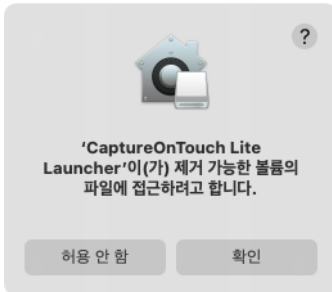 ?
‘CaptureOnTouch Lite
Launcher’이(가) 제거 가능한 볼륨의
파일에 접근하려고 합니다.
허용 안 함
확인